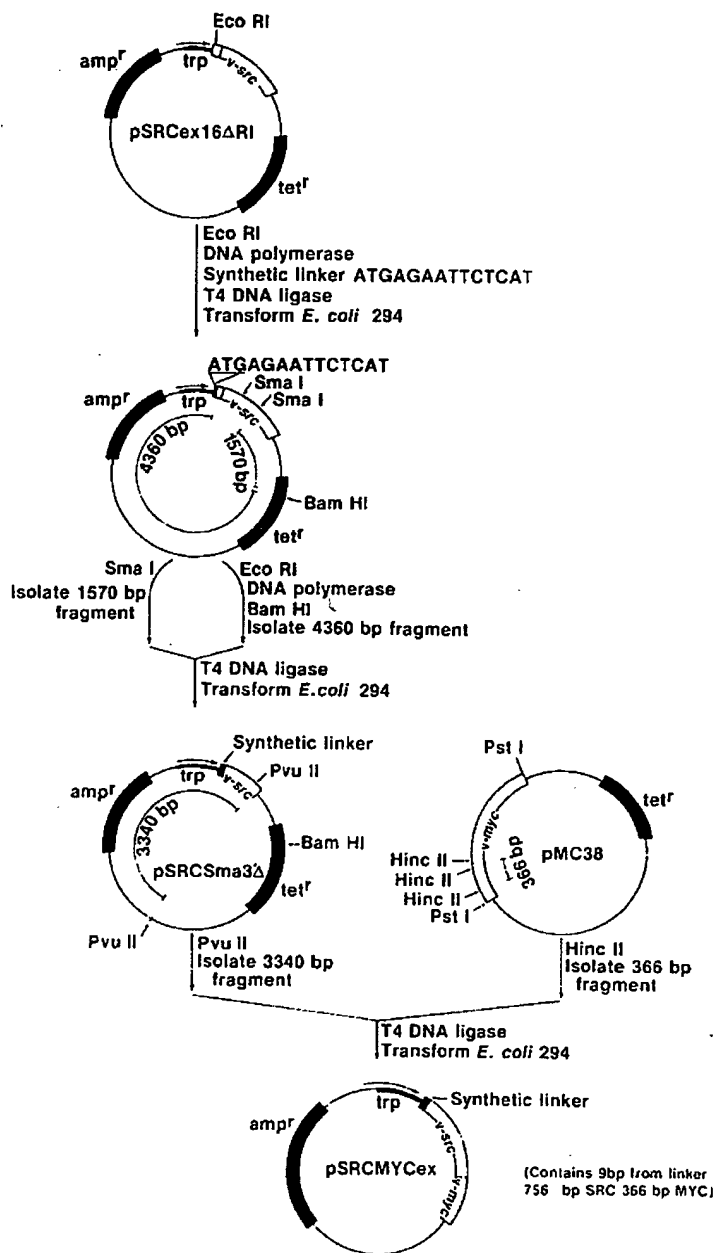 Eco RI
amp^r
trp
v-src
pSRCex16ΔRI
tet^r
Eco RI
DNA polymerase
Synthetic linker ATGAGAATTCTCAT
T4 DNA ligase
Transform E. coli 294
ATGAGAATTCTCAT
Sma I
Sma I
amp^r
trp
v-src
4360 bp
1570 bp
Bam HI
tet^r
Sma I
Isolate 1570 bp
fragment
Eco RI
DNA polymerase
Bam HI
Isolate 4360 bp fragment
T4 DNA ligase
Transform E.coli 294
Synthetic linker
Pvu II
amp^r
trp
v-src
3340 bp
Bam HI
pSRCSma3'Δ
tet^r
Pvu II
Pst I
tet^r
v-myc
366 bp
pMC38
Hinc II
Hinc II
Hinc II
Pst I
Pvu II
Isolate 3340 bp
fragment
Hinc II
Isolate 366 bp
fragment
T4 DNA ligase
Transform E. coli 294
trp
Synthetic linker
amp^r
v-src
pSRCMYCex
v-myc
(Contains 9bp from linker
756 bp SRC 366 bp MYC)